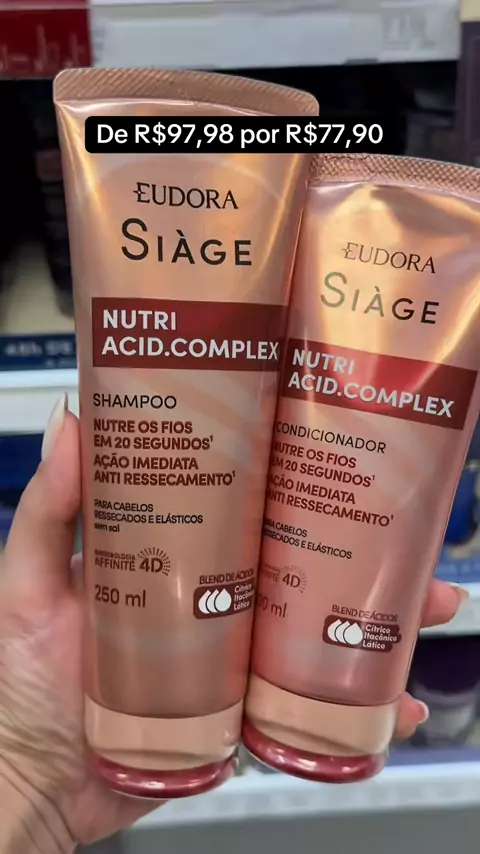 De R$97,98 por R$77,90
EUDORA
SIÀGE
NUTRI
ACID.COMPLEX
SHAMPOO
NUTRE OS FIOS
EM 20 SEGUNDOS¹
AÇÃO IMEDIATA
ANTI RESSECAMENTO¹
PARA CABELOS
RESSECADOS E ELÁSTICOS
sem sal
AFFINITÉ 4D
250 ml
BLEND DE ÁCIDOS
Cítrico
Itacônico
Lático
EUDORA
SIÀGE
NUTRI
ACID.COMPLEX
CONDICIONADOR
NUTRE OS FIOS
EM 20 SEGUNDOS¹
AÇÃO IMEDIATA
ANTI RESSECAMENTO¹
PARA CABELOS
RESSECADOS E ELÁSTICOS
4D
ml
BLEND DE ÁCIDOS
Cítrico
Itacônico
Lático